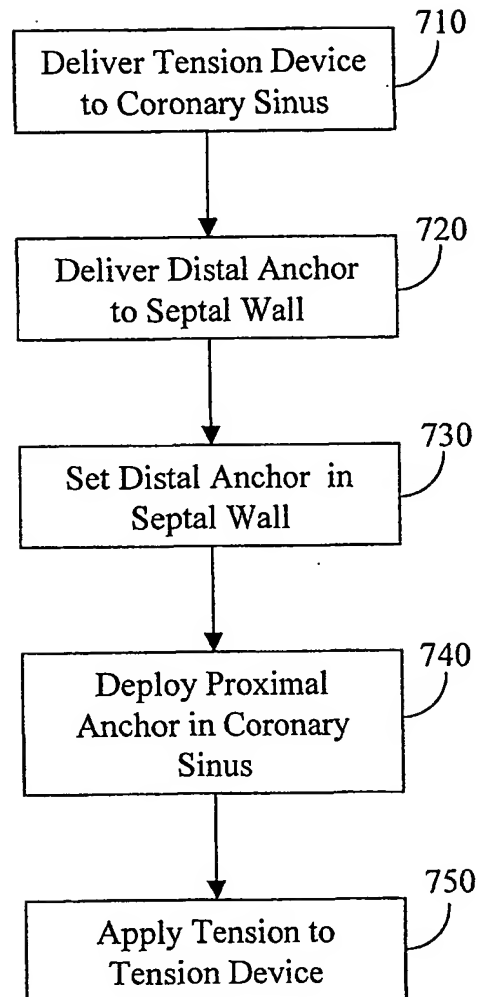 710
Deliver Tension Device
to Coronary Sinus
720
Deliver Distal Anchor
to Septal Wall
730
Set Distal Anchor in
Septal Wall
740
Deploy Proximal
Anchor in Coronary
Sinus
750
Apply Tension to
Tension Device